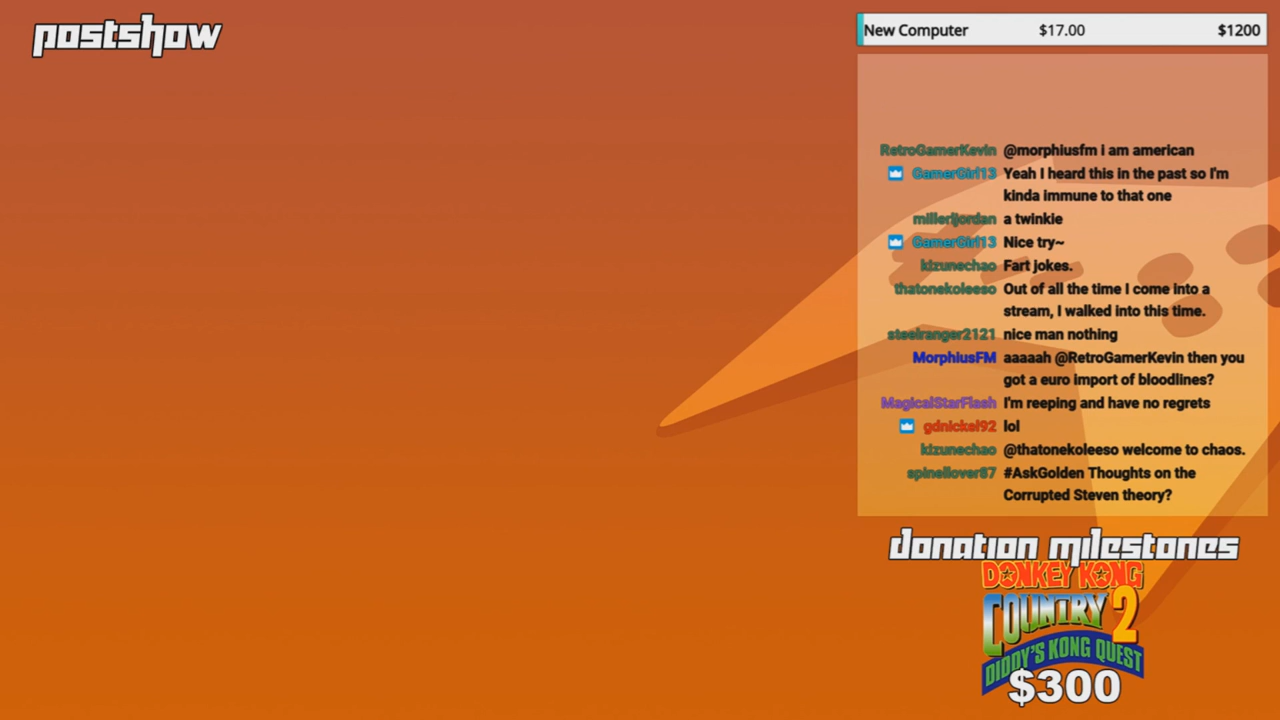 postshow
New Computer $17.00 $1200
RetroGamerKevin @morphiusfm i am american
GamerGirl13 Yeah I heard this in the past so I'm
kinda immune to that one
millerljordan a twinkie
GamerGirl13 Nice try~
kizunechao Fart jokes.
thatonekoleeso Out of all the time I come into a
stream, I walked into this time.
steelranger2121 nice man nothing
MorphiusFM aaaaah @RetroGamerKevin then you
got a euro import of bloodlines?
MagicalStarFlash I'm reeping and have no regrets
gdnickel92 lol
kizunechao @thatonekoleeso welcome to chaos.
spinellover87 #AskGolden Thoughts on the
Corrupted Steven theory?
donation milestones
DONKEY KONG
COUNTRY 2
DIDDY'S KONG QUEST
$300